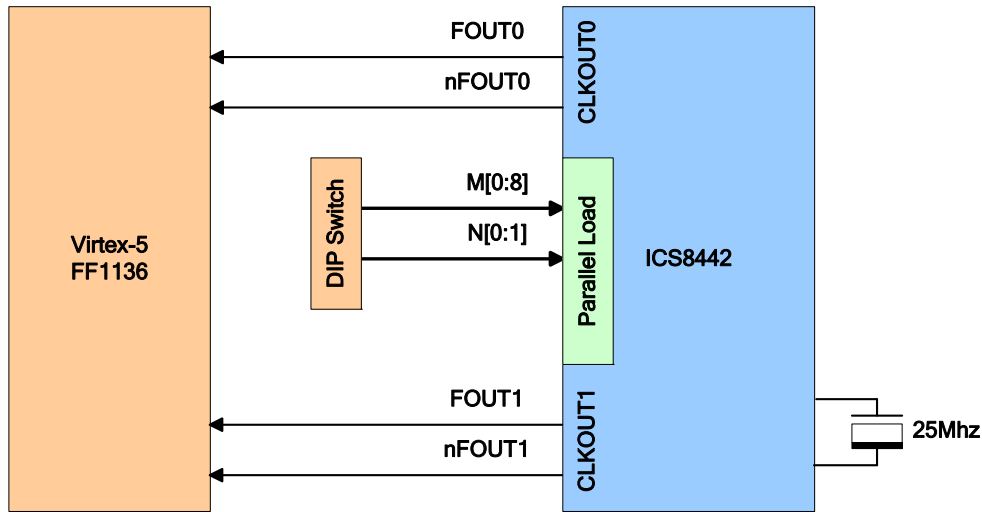 FOUT0
nFOUT0
CLKOUT0
M[0:8]
N[0:1]
DIP Switch
Parallel Load
Virtex-5
FF1136
ICS8442
FOUT1
nFOUT1
CLKOUT1
25Mhz